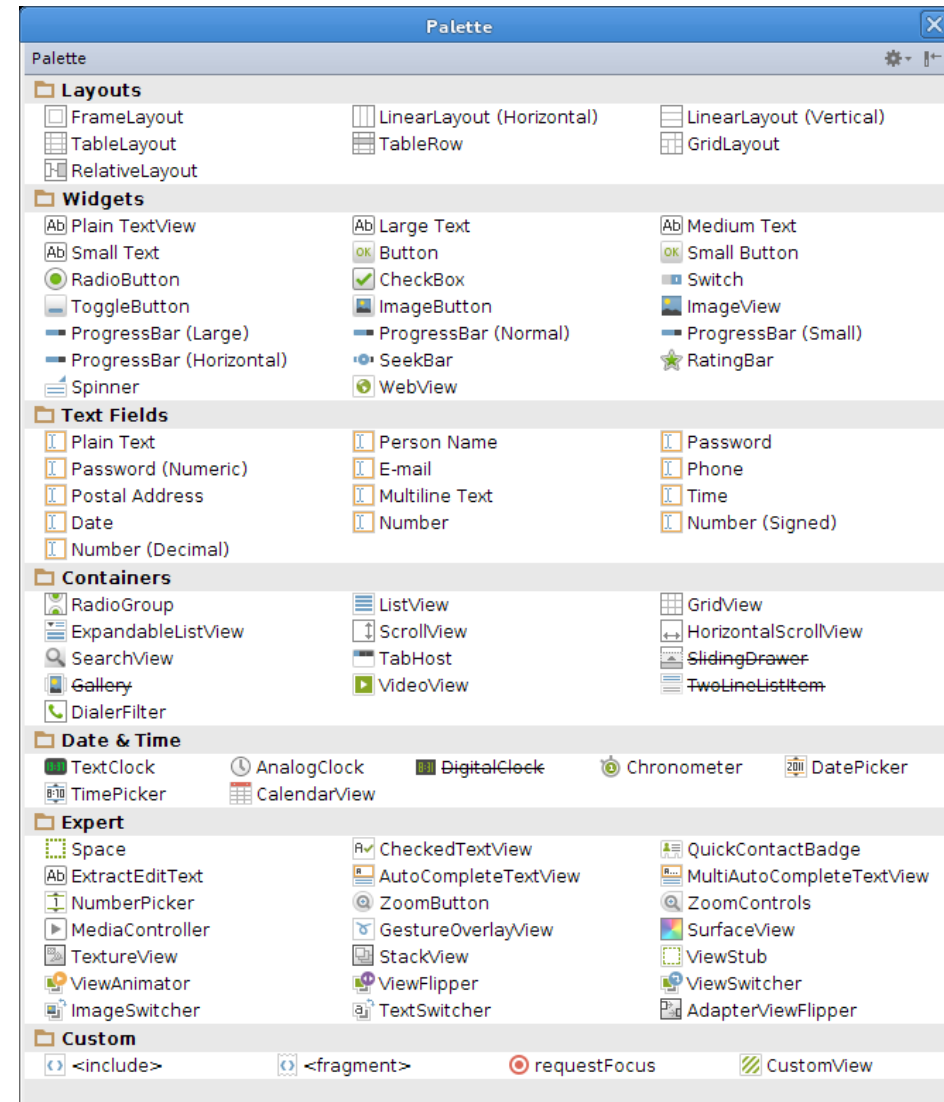 Palette
Palette
Layouts
FrameLayout LinearLayout (Horizontal) LinearLayout (Vertical)
TableLayout TableRow GridLayout
RelativeLayout
Widgets
Ab Plain TextView Ab Large Text Ab Medium Text
Ab Small Text OK Button OK Small Button
RadioButton CheckBox Switch
ToggleButton ImageButton ImageView
ProgressBar (Large) ProgressBar (Normal) ProgressBar (Small)
ProgressBar (Horizontal) SeekBar RatingBar
Spinner WebView
Text Fields
Plain Text Person Name Password
Password (Numeric) E-mail Phone
Postal Address Multiline Text Time
Date Number Number (Signed)
Number (Decimal)
Containers
RadioGroup ListView GridView
ExpandableListView ScrollView HorizontalScrollView
SearchView TabHost SlidingDrawer
Gallery VideoView TwoLineListItem
DialerFilter
Date & Time
TextClock AnalogClock DigitalClock Chronometer 2011 DatePicker
8:10 TimePicker CalendarView
Expert
Space CheckedTextView QuickContactBadge
Ab ExtractEditText AutoCompleteTextView MultiAutoCompleteTextView
1 NumberPicker ZoomButton ZoomControls
MediaController GestureOverlayView SurfaceView
TextureView StackView ViewStub
ViewAnimator ViewFlipper ViewSwitcher
ImageSwitcher TextSwitcher AdapterViewFlipper
Custom
<include> <fragment> requestFocus CustomView